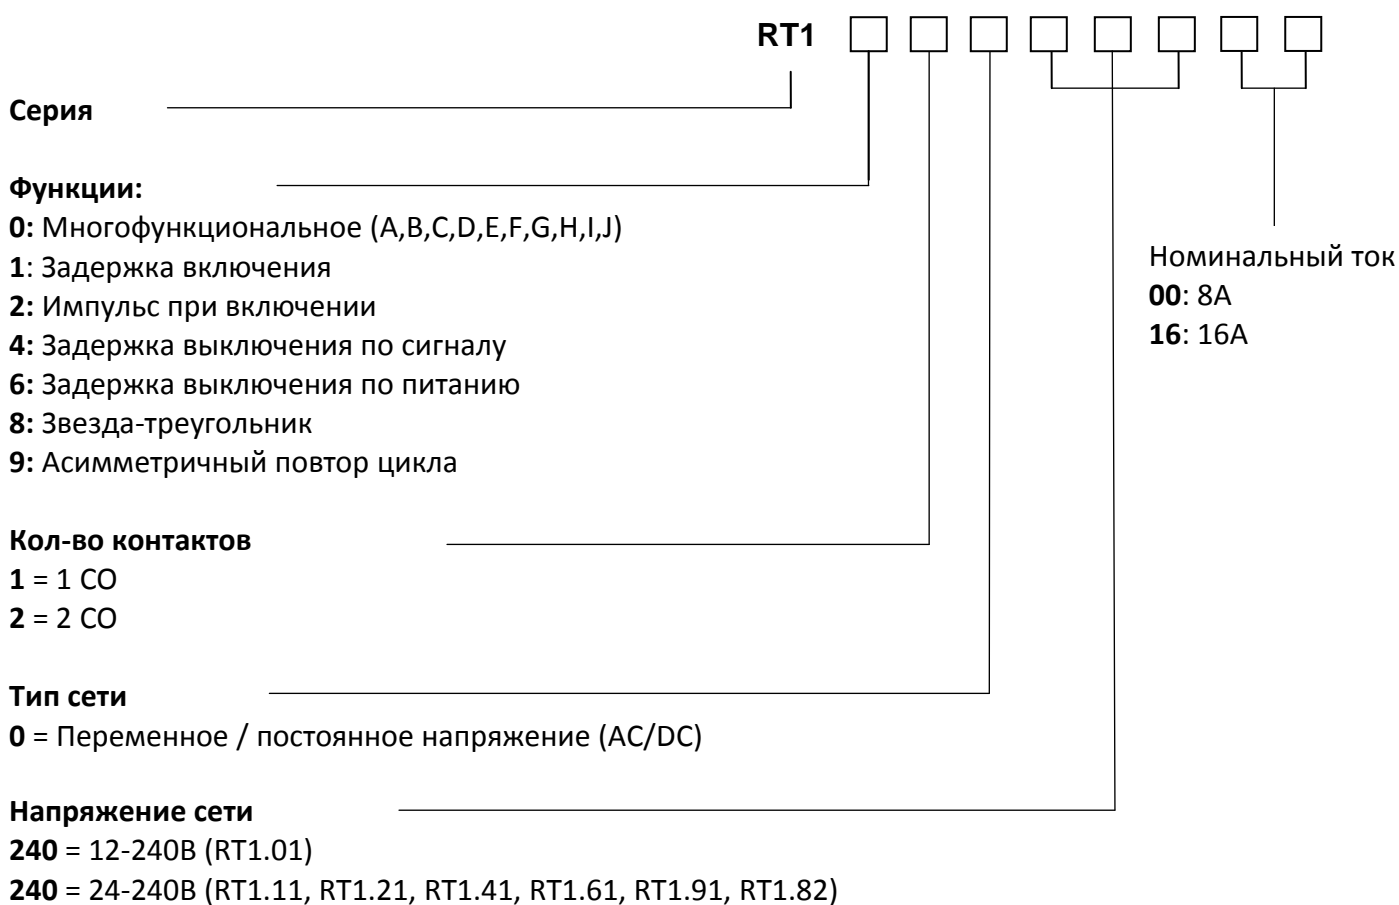 RT1
Серия
Функции:
0: Многофункциональное (A,B,C,D,E,F,G,H,I,J)
1: Задержка включения
2: Импульс при включении
4: Задержка выключения по сигналу
6: Задержка выключения по питанию
8: Звезда-треугольник
9: Асимметричный повтор цикла
Номинальный ток
00: 8А
16: 16А
Кол-во контактов
1 = 1 CO
2 = 2 CO
Тип сети
0 = Переменное / постоянное напряжение (AC/DC)
Напряжение сети
240 = 12-240В (RT1.01)
240 = 24-240В (RT1.11, RT1.21, RT1.41, RT1.61, RT1.91, RT1.82)